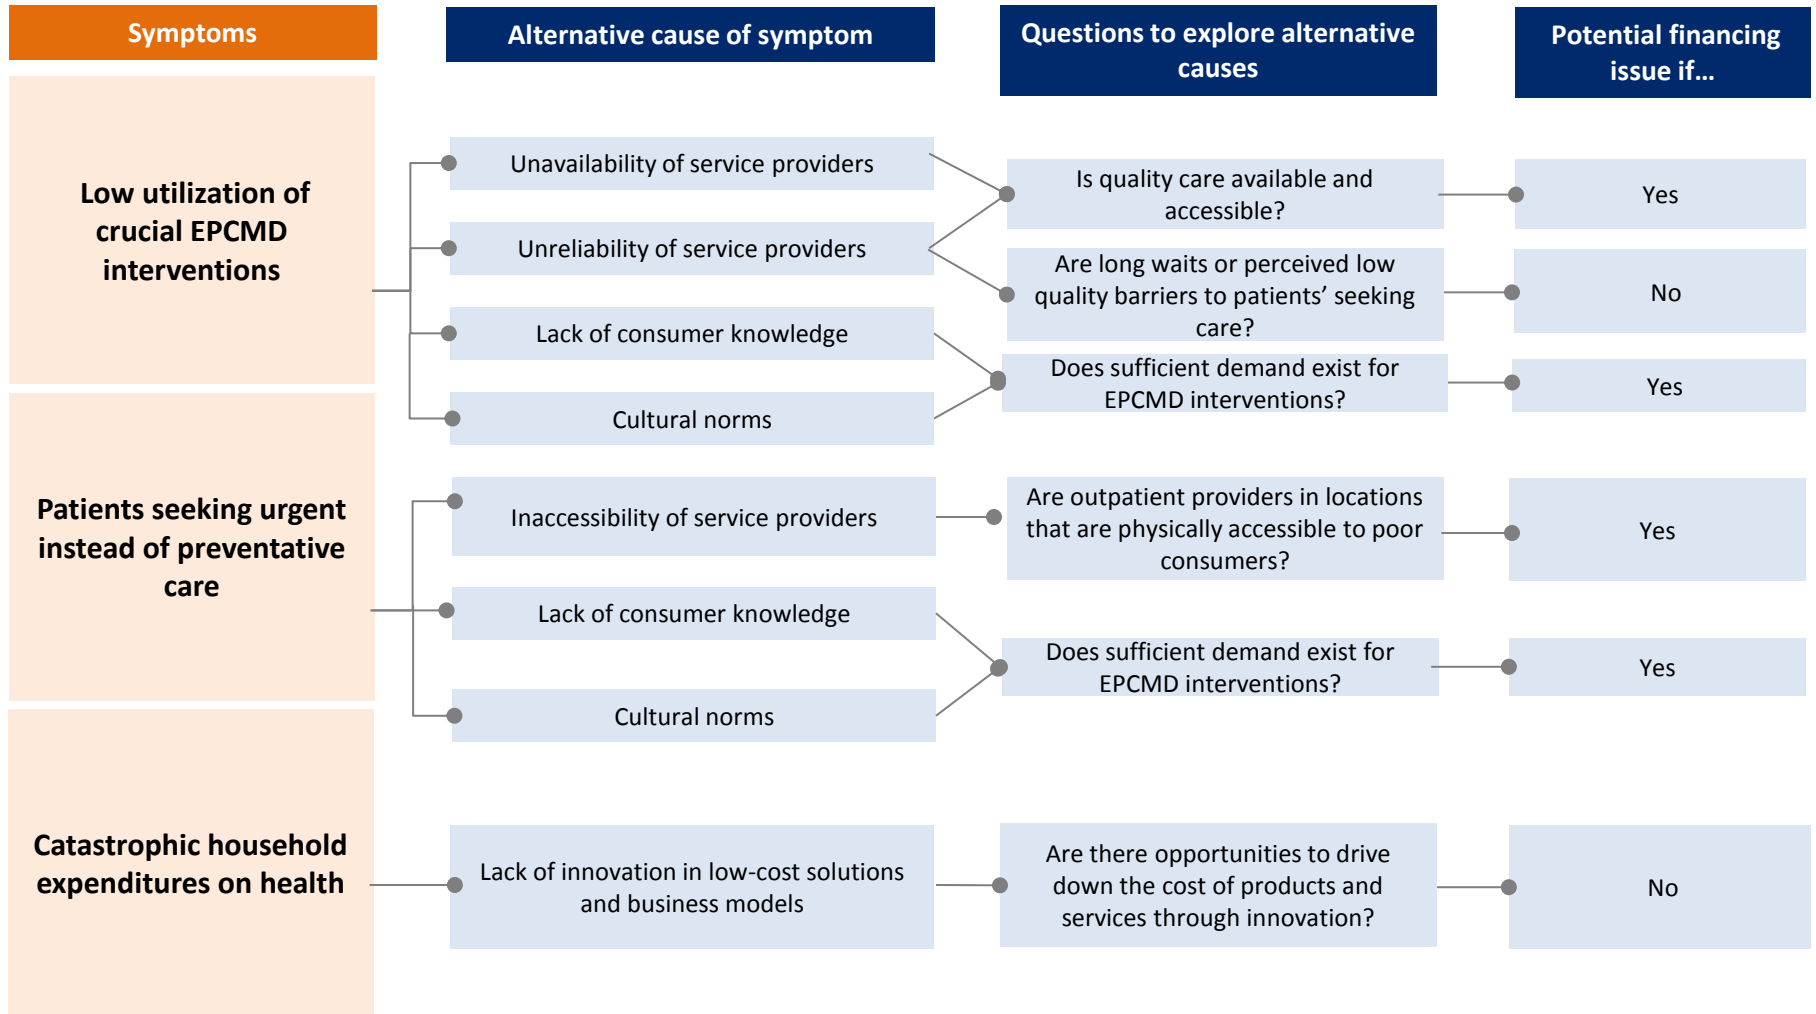 Symptoms
Alternative cause of symptom
Questions to explore alternative
causes
Potential financing
issue if…
Low utilization of
crucial EPCMD
interventions
Unavailability of service providers
Unreliability of service providers
Lack of consumer knowledge
Cultural norms
Is quality care available and
accessible?
Yes
Are long waits or perceived low
quality barriers to patients’ seeking
care?
No
Does sufficient demand exist for
EPCMD interventions?
Yes
Patients seeking urgent
instead of preventative
care
Inaccessibility of service providers
Lack of consumer knowledge
Cultural norms
Are outpatient providers in locations
that are physically accessible to poor
consumers?
Yes
Does sufficient demand exist for
EPCMD interventions?
Yes
Catastrophic household
expenditures on health
Lack of innovation in low-cost solutions
and business models
Are there opportunities to drive
down the cost of products and
services through innovation?
No